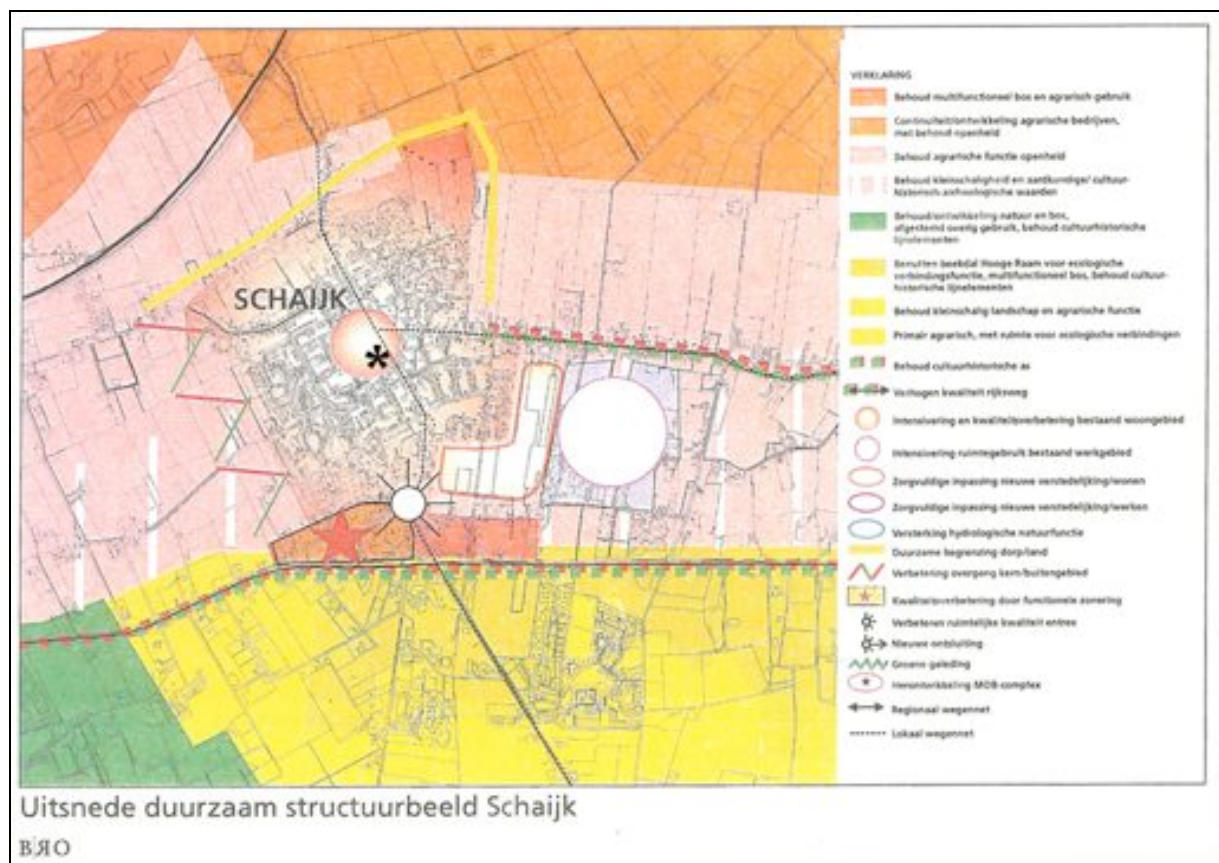 VERKLARING
Behoud multifunctioneel bos en agrarisch gebruik
Continuïteit/ontwikkeling agrarische bedrijven,
met behoud openheid
Behoud agrarische functie openheid
Behoud kleinschaligheid en aardkundige/ cultuur-
historisch-archeologische waarden
Behoud/ontwikkeling natuur en bos,
afgestemd overig gebruik, behoud cultuurhistorische
lijnelementen
Benutten beekdal Hooge Raam voor ecologische
verbindingsfunctie, multifunctioneel bos, behoud cultuur-
historische lijnelementen
Behoud kleinschalig landschap en agrarische functie
Primair agrarisch, met ruimte voor ecologische verbindingen
Behoud cultuurhistorische as
Verhogen kwaliteit rijksweg
Intensivering en kwaliteitsverbetering bestaand woongebied
Intensivering ruimtegebruik bestaand werkgebied
Zorgvuldige inpassing nieuwe verstedelijking/wonen
Zorgvuldige inpassing nieuwe verstedelijking/werken
Versterking hydrologische natuurfunctie
Duurzame begrenzing dorp/land
Verbetering overgang kern/buitengebied
Kwaliteitsverbetering door functionele zonering
Verbeteren ruimtelijke kwaliteit entree
Nieuwe ontsluiting
Groene geleding
Herontwikkeling MOB-complex
Regionaal wegennet
Lokaal wegennet
SCHAIJK
Uitsnede duurzaam structuurbeeld Schaijk
BRO